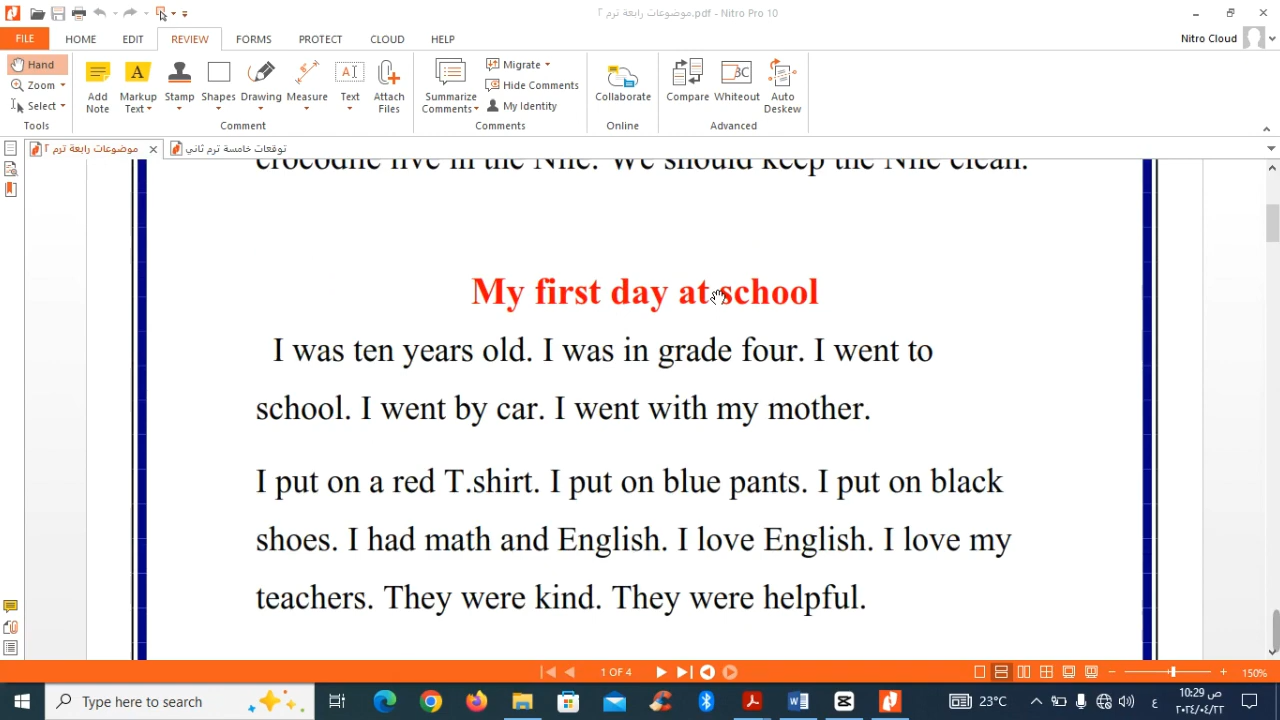 موضوعات رابعة ترم ٢.pdf - Nitro Pro 10
FILE HOME EDIT REVIEW FORMS PROTECT CLOUD HELP
Nitro Cloud
Hand
Zoom
Select
Tools
Add Note
Markup Text
Stamp
Shapes
Drawing
Measure
Text
Attach Files
Comment
Summarize Comments
Migrate
Hide Comments
My Identity
Comments
Collaborate
Online
Compare
Whiteout
Auto Deskew
Advanced
موضوعات رابعة ترم ٢
توقعات خامسة ترم ثاني
crocodile live in the Nile. We should keep the Nile clean.
My first day at school
I was ten years old. I was in grade four. I went to
school. I went by car. I went with my mother.
I put on a red T.shirt. I put on blue pants. I put on black
shoes. I had math and English. I love English. I love my
teachers. They were kind. They were helpful.
1 OF 4
150%
Type here to search
23°C
ع
10:29 ص
٢٠٢٤/٠٤/٢٢